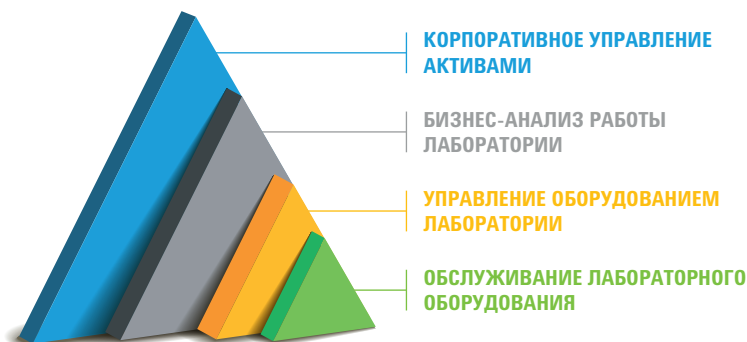 КОРПОРАТИВНОЕ УПРАВЛЕНИЕ
АКТИВАМИ
БИЗНЕС-АНАЛИЗ РАБОТЫ
ЛАБОРАТОРИИ
УПРАВЛЕНИЕ ОБОРУДОВАНИЕМ
ЛАБОРАТОРИИ
ОБСЛУЖИВАНИЕ ЛАБОРАТОРНОГО
ОБОРУДОВАНИЯ